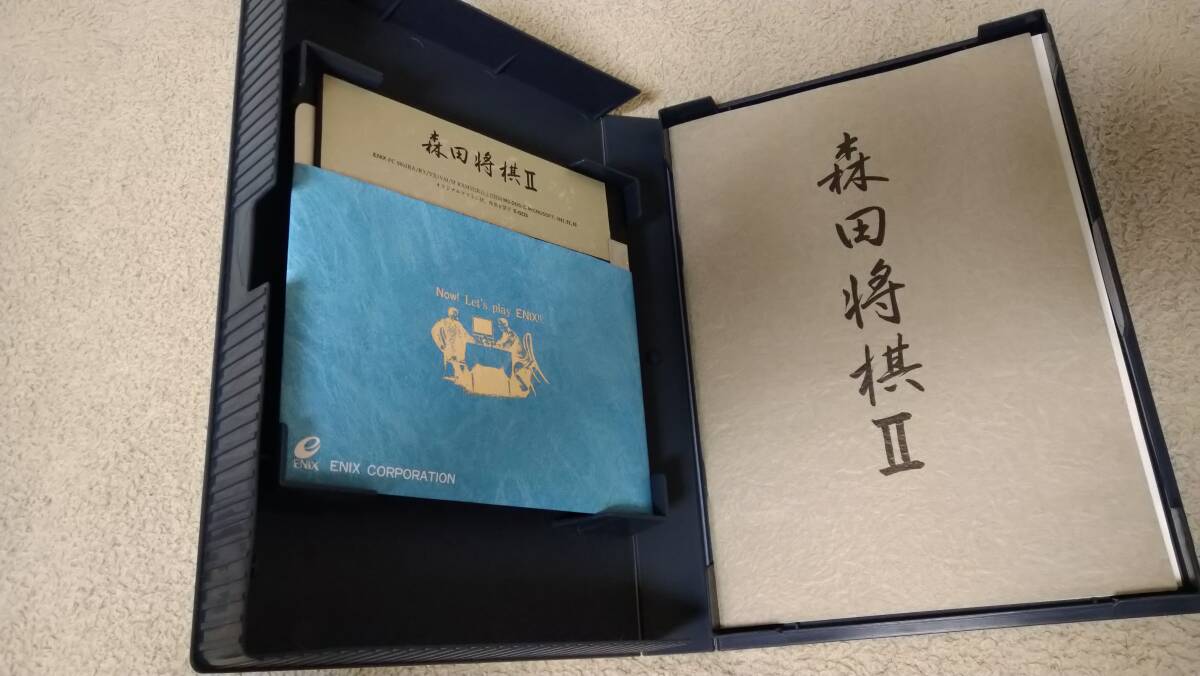 森田将棋Ⅱ
Now! Let's play ENIX!!
ENIX
ENIX CORPORATION
森田将棋Ⅱ